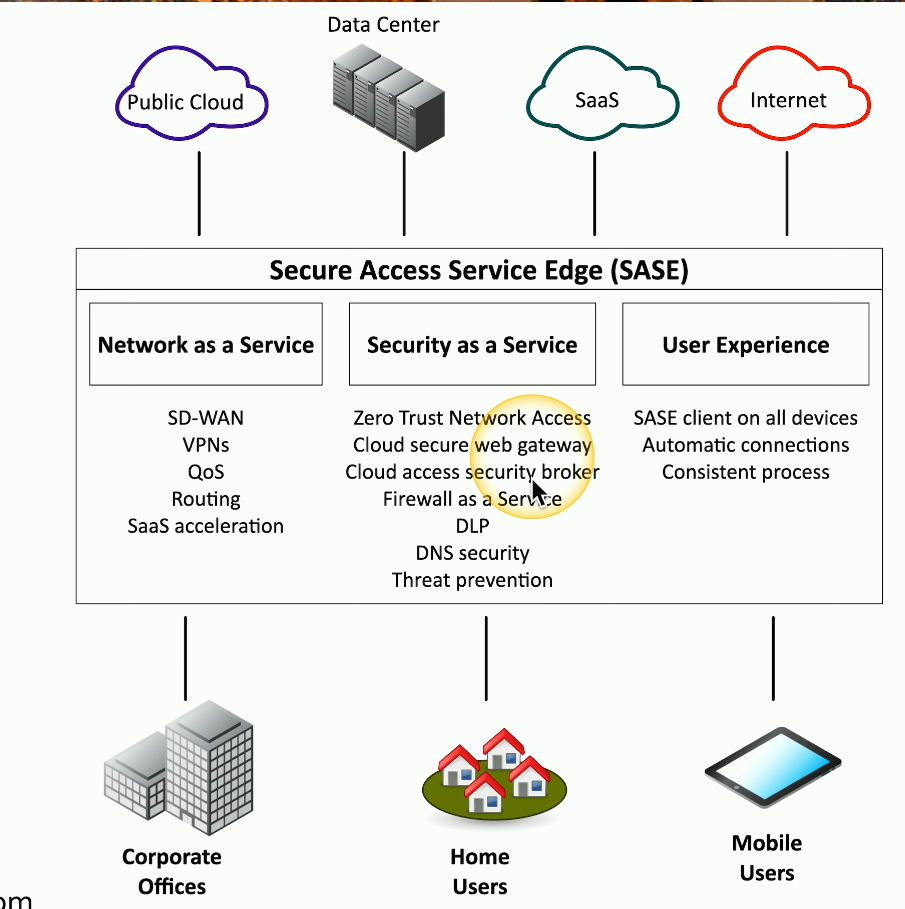 Data Center
Public Cloud
SaaS
Internet
Secure Access Service Edge (SASE)
Network as a Service
Security as a Service
User Experience
SD-WAN
VPNs
QoS
Routing
SaaS acceleration
Zero Trust Network Access
Cloud secure web gateway
Cloud access security broker
Firewall as a Service
DLP
DNS security
Threat prevention
SASE client on all devices
Automatic connections
Consistent process
Corporate
Offices
Home
Users
Mobile
Users